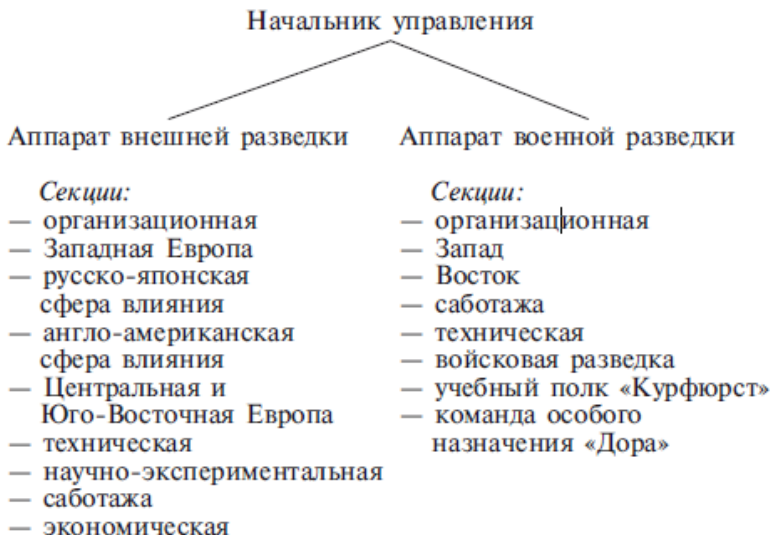 Начальник управления
Аппарат внешней разведки
Секции:
— организационная
— Западная Европа
— русско-японская
сфера влияния
— англо-американская
сфера влияния
— Центральная и
Юго-Восточная Европа
— техническая
— научно-экспериментальная
— саботажа
— экономическая
Аппарат военной разведки
Секции:
— организационная
— Запад
— Восток
— саботажа
— техническая
— войсковая разведка
— учебный полк «Курфюрст»
— команда особого
назначения «Дора»